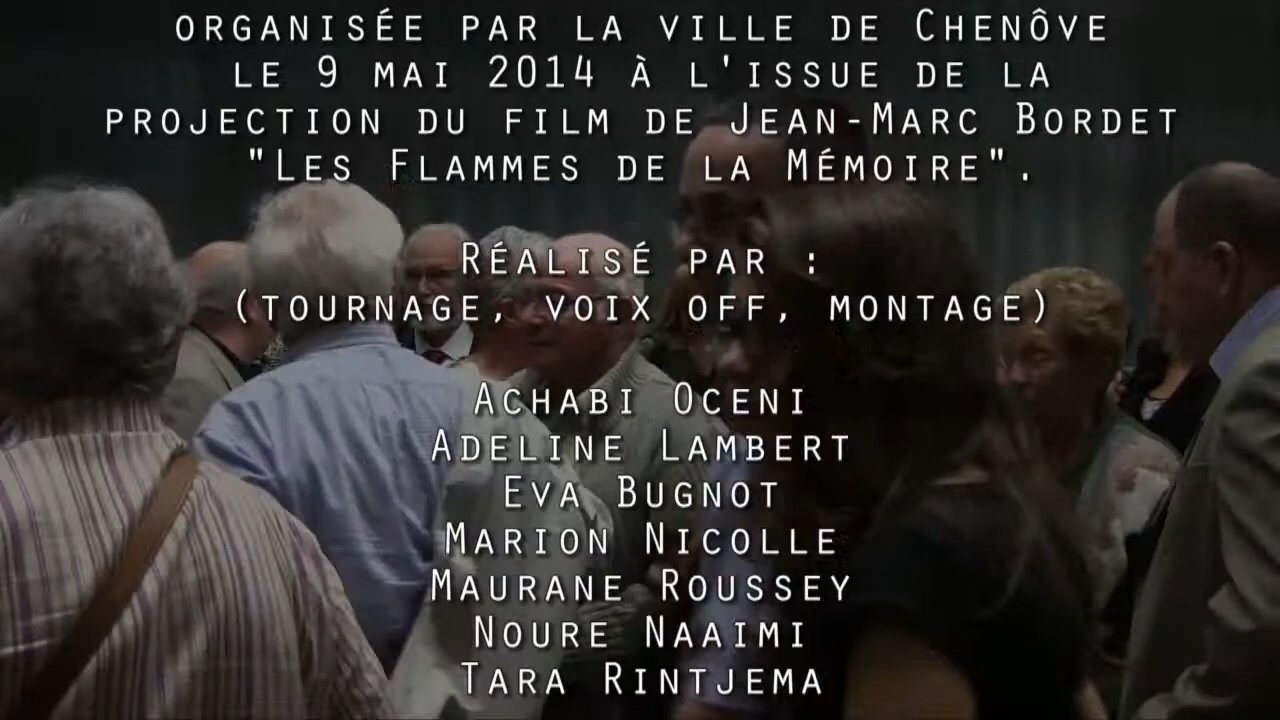 ORGANISÉE PAR LA VILLE DE CHENÔVE
LE 9 MAI 2014 À L'ISSUE DE LA
PROJECTION DU FILM DE JEAN-MARC BORDET
"LES FLAMMES DE LA MÉMOIRE".
RÉALISÉ PAR :
(TOURNAGE, VOIX OFF, MONTAGE)
ACHABI OCENI
ADELINE LAMBERT
EVA BUGNOT
MARION NICOLLE
MAURANE ROUSSEY
NOURE NAAIMI
TARA RINTJEMA